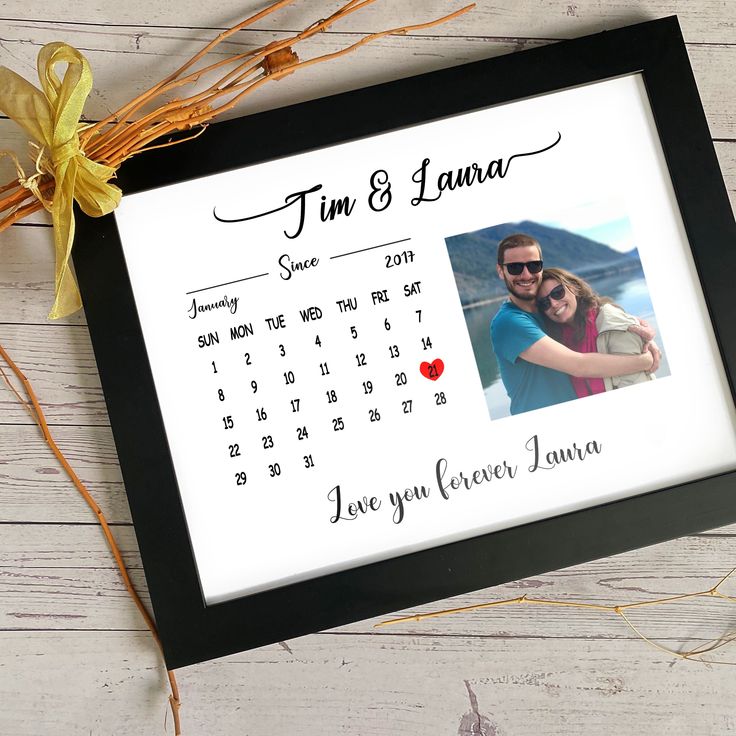 Tim & Laura
Since
January 2017
SUN MON TUE WED THU FRI SAT
1 2 3 4 5 6 7
8 9 10 11 12 13 14
15 16 17 18 19 20 21
22 23 24 25 26 27 28
29 30 31
Love you forever Laura